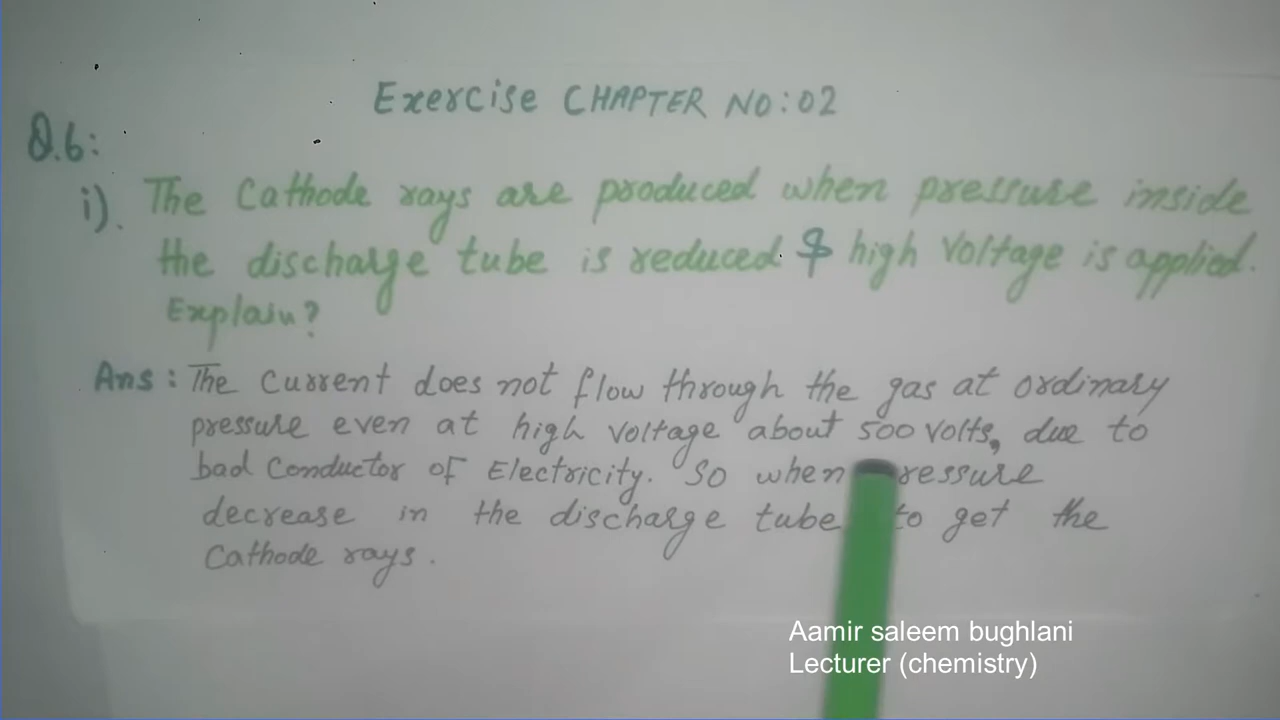 Exercise CHAPTER NO:02
Q.6:
i). The Cathode rays are produced when pressure inside
the discharge tube is reduced & high Voltage is applied.
Explain?
Ans: The Current does not flow through the gas at ordinary
pressure even at high Voltage about 500 Volts, due to
bad Conductor of Electricity. So when ressure
decrease in the discharge tube to get the
Cathode rays.
Aamir saleem bughlani
Lecturer (chemistry)